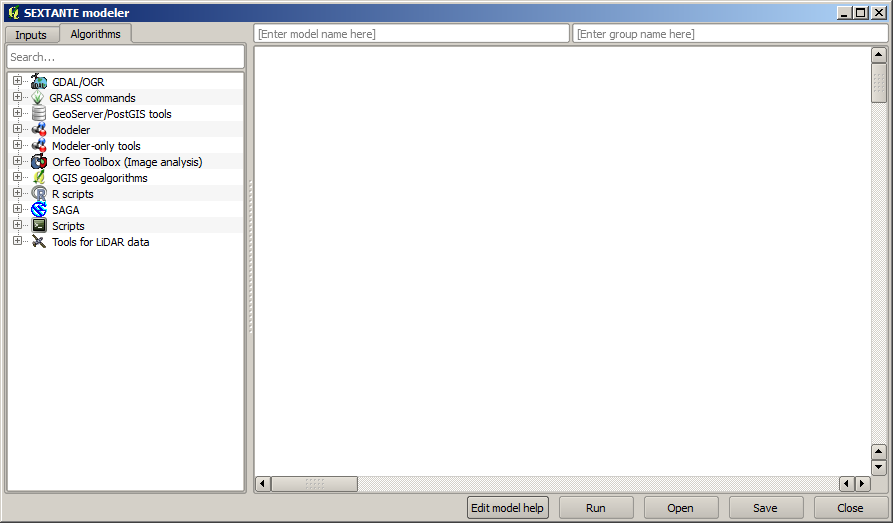 SEXTANTE modeler
Inputs
Algorithms
[Enter model name here]
[Enter group name here]
Search...
GDAL/OGR
GRASS commands
GeoServer/PostGIS tools
Modeler
Modeler-only tools
Orfeo Toolbox (Image analysis)
QGIS geoalgorithms
R scripts
SAGA
Scripts
Tools for LiDAR data
Edit model help
Run
Open
Save
Close